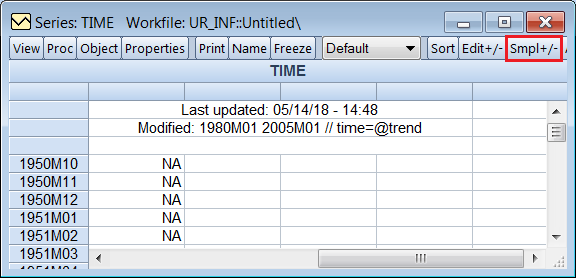 Series: TIME Workfile: UR_INF::Untitled\
View Proc Object Properties Print Name Freeze Default Sort Edit+/- Smpl+/-
TIME
Last updated: 05/14/18 - 14:48
Modified: 1980M01 2005M01 // time=@trend
1950M10 NA
1950M11 NA
1950M12 NA
1951M01 NA
1951M02 NA
1951M03